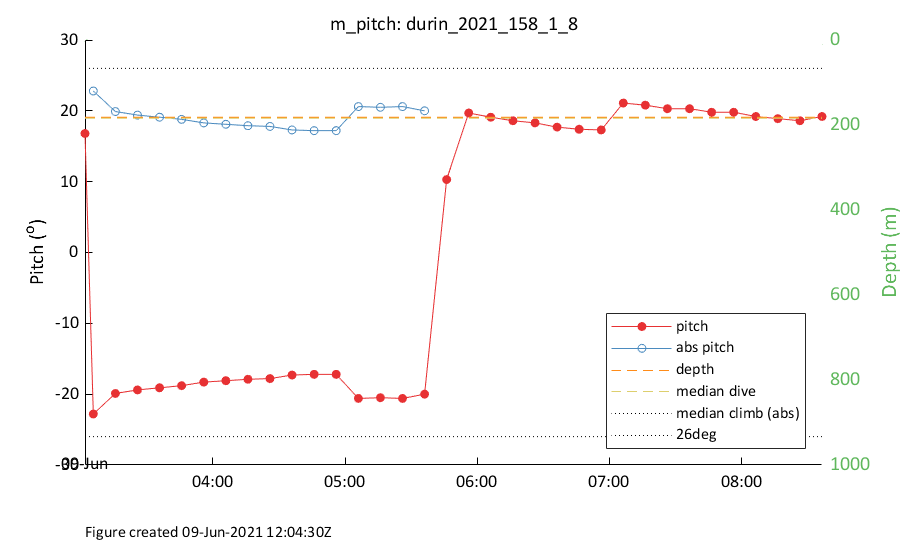 m_pitch: durin_2021_158_1_8
30
20
10
0
-10
-20
-30
Pitch (º)
0
200
400
600
800
1000
Depth (m)
09-Jun
04:00
05:00
06:00
07:00
08:00
pitch
abs pitch
depth
median dive
median climb (abs)
26deg
Figure created 09-Jun-2021 12:04:30Z